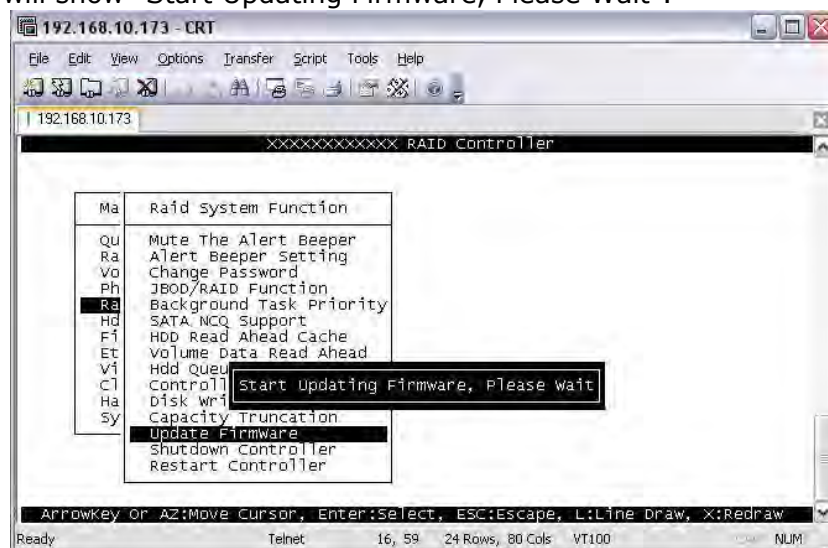 will show "Start Updating Firmware, Please Wait".
192.168.10.173 - CRT
File Edit View Options Transfer Script Tools Help
192.168.10.173
XXXXXXXXXXXX RAID Controller
Ma
Raid System Function
Qu
Mute The Alert Beeper
Ra
Alert Beeper Setting
Vo
Change Password
Ph
JBOD/RAID Function
Ra
Background Task Priority
Hd
SATA NCQ Support
Fi
HDD Read Ahead Cache
Et
Volume Data Read Ahead
Vi
Hdd Queu
Cl
Controll
Start Updating Firmware, Please Wait
Ha
Disk Wri
Sy
Capacity Truncation
Update Firmware
Shutdown Controller
Restart Controller
ArrowKey Or AZ:Move Cursor, Enter:Select, ESC:Escape, L:Line Draw, X:Redraw
Ready Telnet 16, 59 24 Rows, 80 Cols VT100 NUM